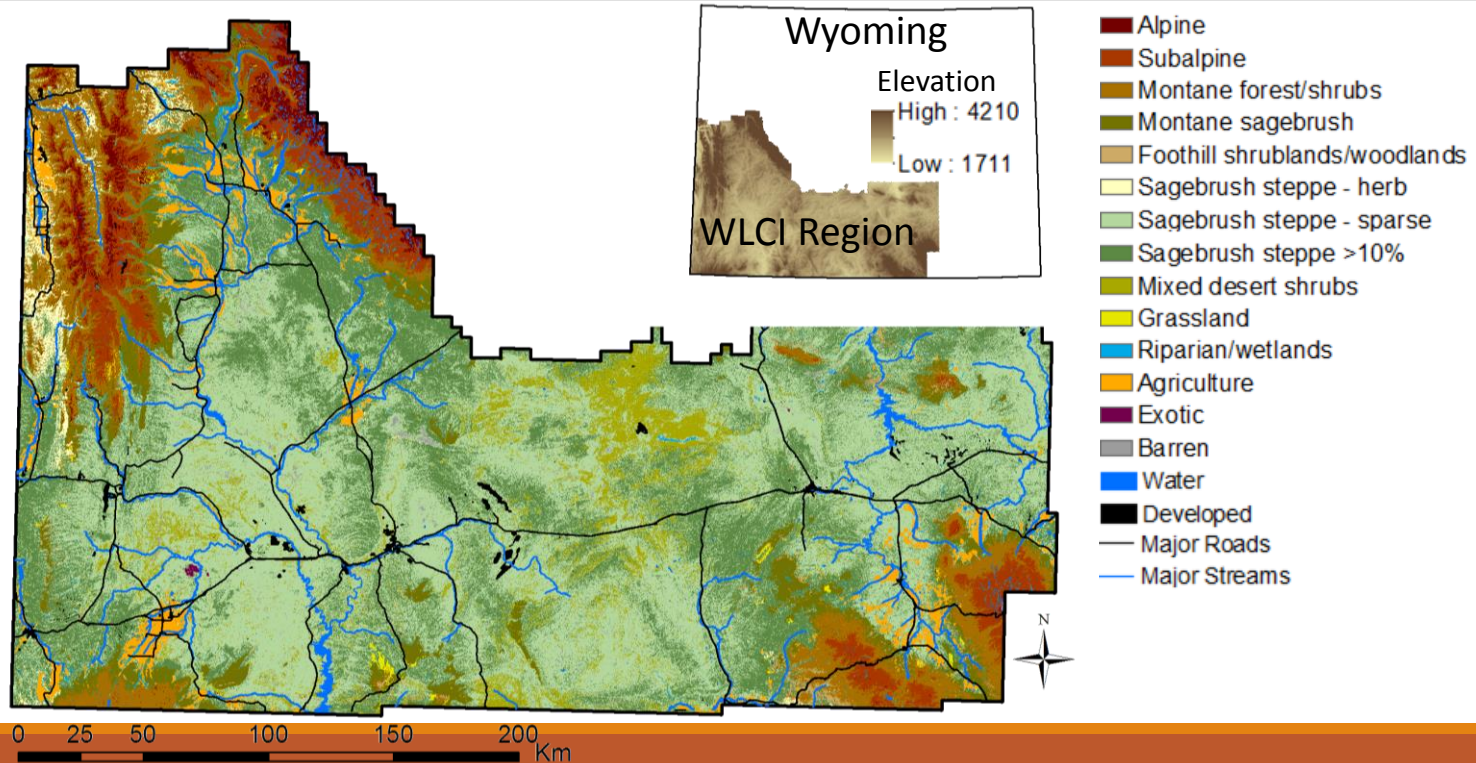 Wyoming
Elevation
High : 4210
Low : 1711
WLCI Region
Alpine
Subalpine
Montane forest/shrubs
Montane sagebrush
Foothill shrublands/woodlands
Sagebrush steppe - herb
Sagebrush steppe - sparse
Sagebrush steppe >10%
Mixed desert shrubs
Grassland
Riparian/wetlands
Agriculture
Exotic
Barren
Water
Developed
Major Roads
Major Streams
N
0 25 50 100 150 200
Km